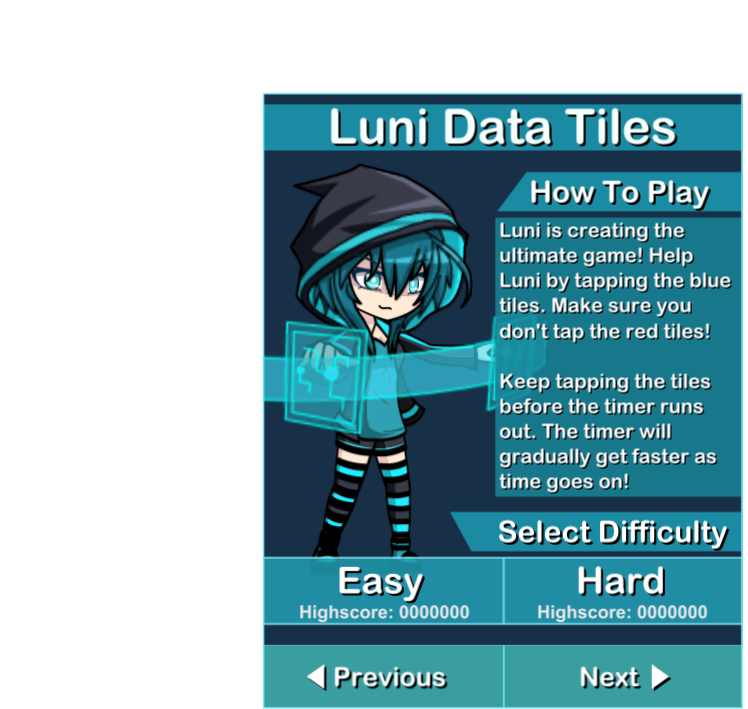 Luni Data Tiles
How To Play
Luni is creating the
ultimate game! Help
Luni by tapping the blue
tiles. Make sure you
don't tap the red tiles!
Keep tapping the tiles
before the timer runs
out. The timer will
gradually get faster as
time goes on!
Select Difficulty
Easy
Highscore: 0000000
Hard
Highscore: 0000000
Previous
Next